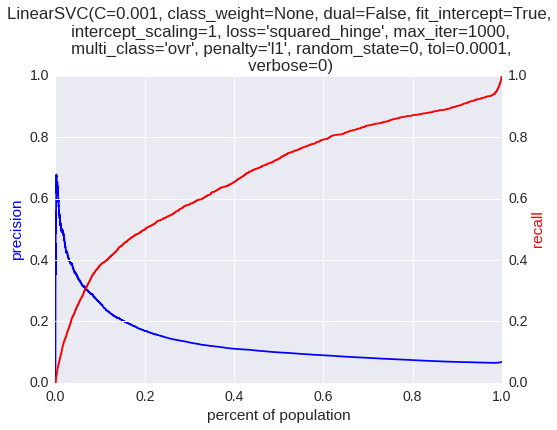 LinearSVC(C=0.001, class_weight=None, dual=False, fit_intercept=True,
intercept_scaling=1, loss='squared_hinge', max_iter=1000,
multi_class='ovr', penalty='l1', random_state=0, tol=0.0001,
verbose=0)
1.0
0.8
0.6
0.4
0.2
0.0
precision
1.0
0.8
0.6
0.4
0.2
0.0
recall
0.0 0.2 0.4 0.6 0.8 1.0
percent of population